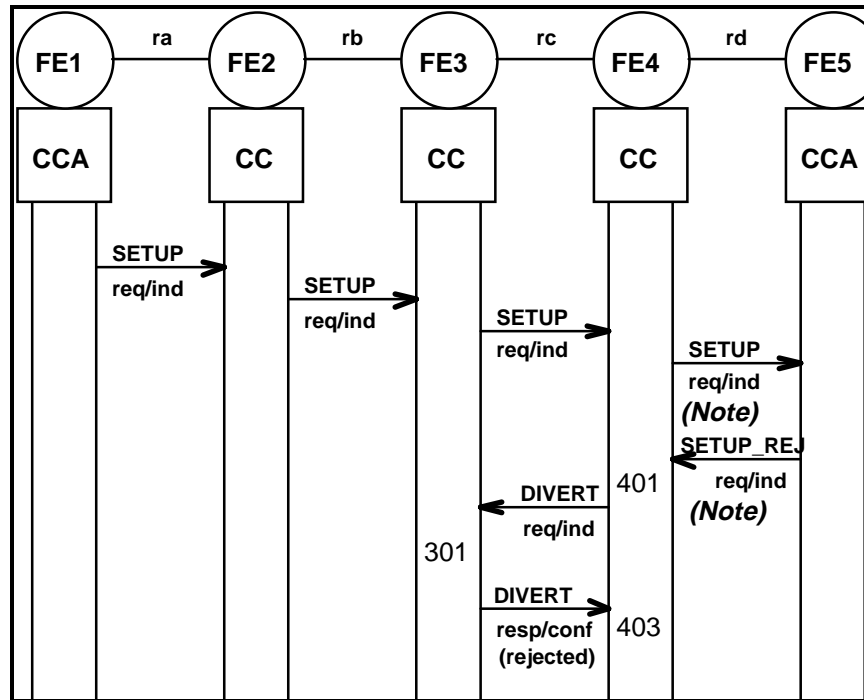 ra rb rc rd
FE1 FE2 FE3 FE4 FE5
CCA CC CC CC CCA
SETUP
req/ind
SETUP
req/ind
SETUP
req/ind
SETUP
req/ind
(Note)
SETUP_REJ
req/ind
(Note)
401
DIVERT
req/ind
301
DIVERT
resp/conf
(rejected)
403